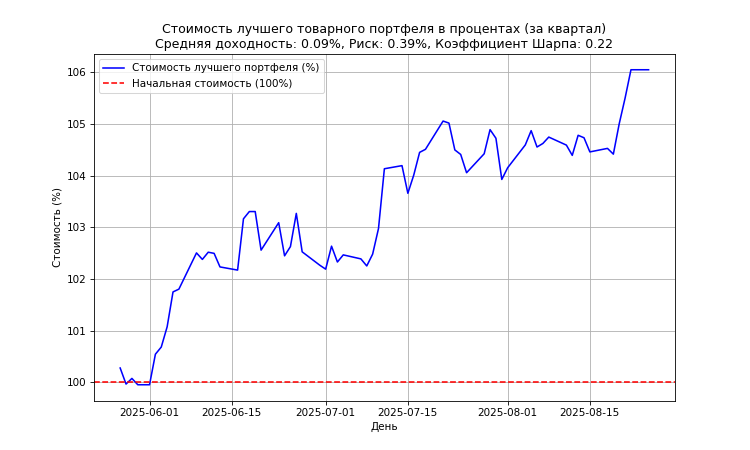 Стоимость лучшего товарного портфеля в процентах (за квартал)
Средняя доходность: 0.09%, Риск: 0.39%, Коэффициент Шарпа: 0.22
Стоимость лучшего портфеля (%)
Начальная стоимость (100%)
Стоимость (%)
106
105
104
103
102
101
100
2025-06-01 2025-06-15 2025-07-01 2025-07-15 2025-08-01 2025-08-15
День